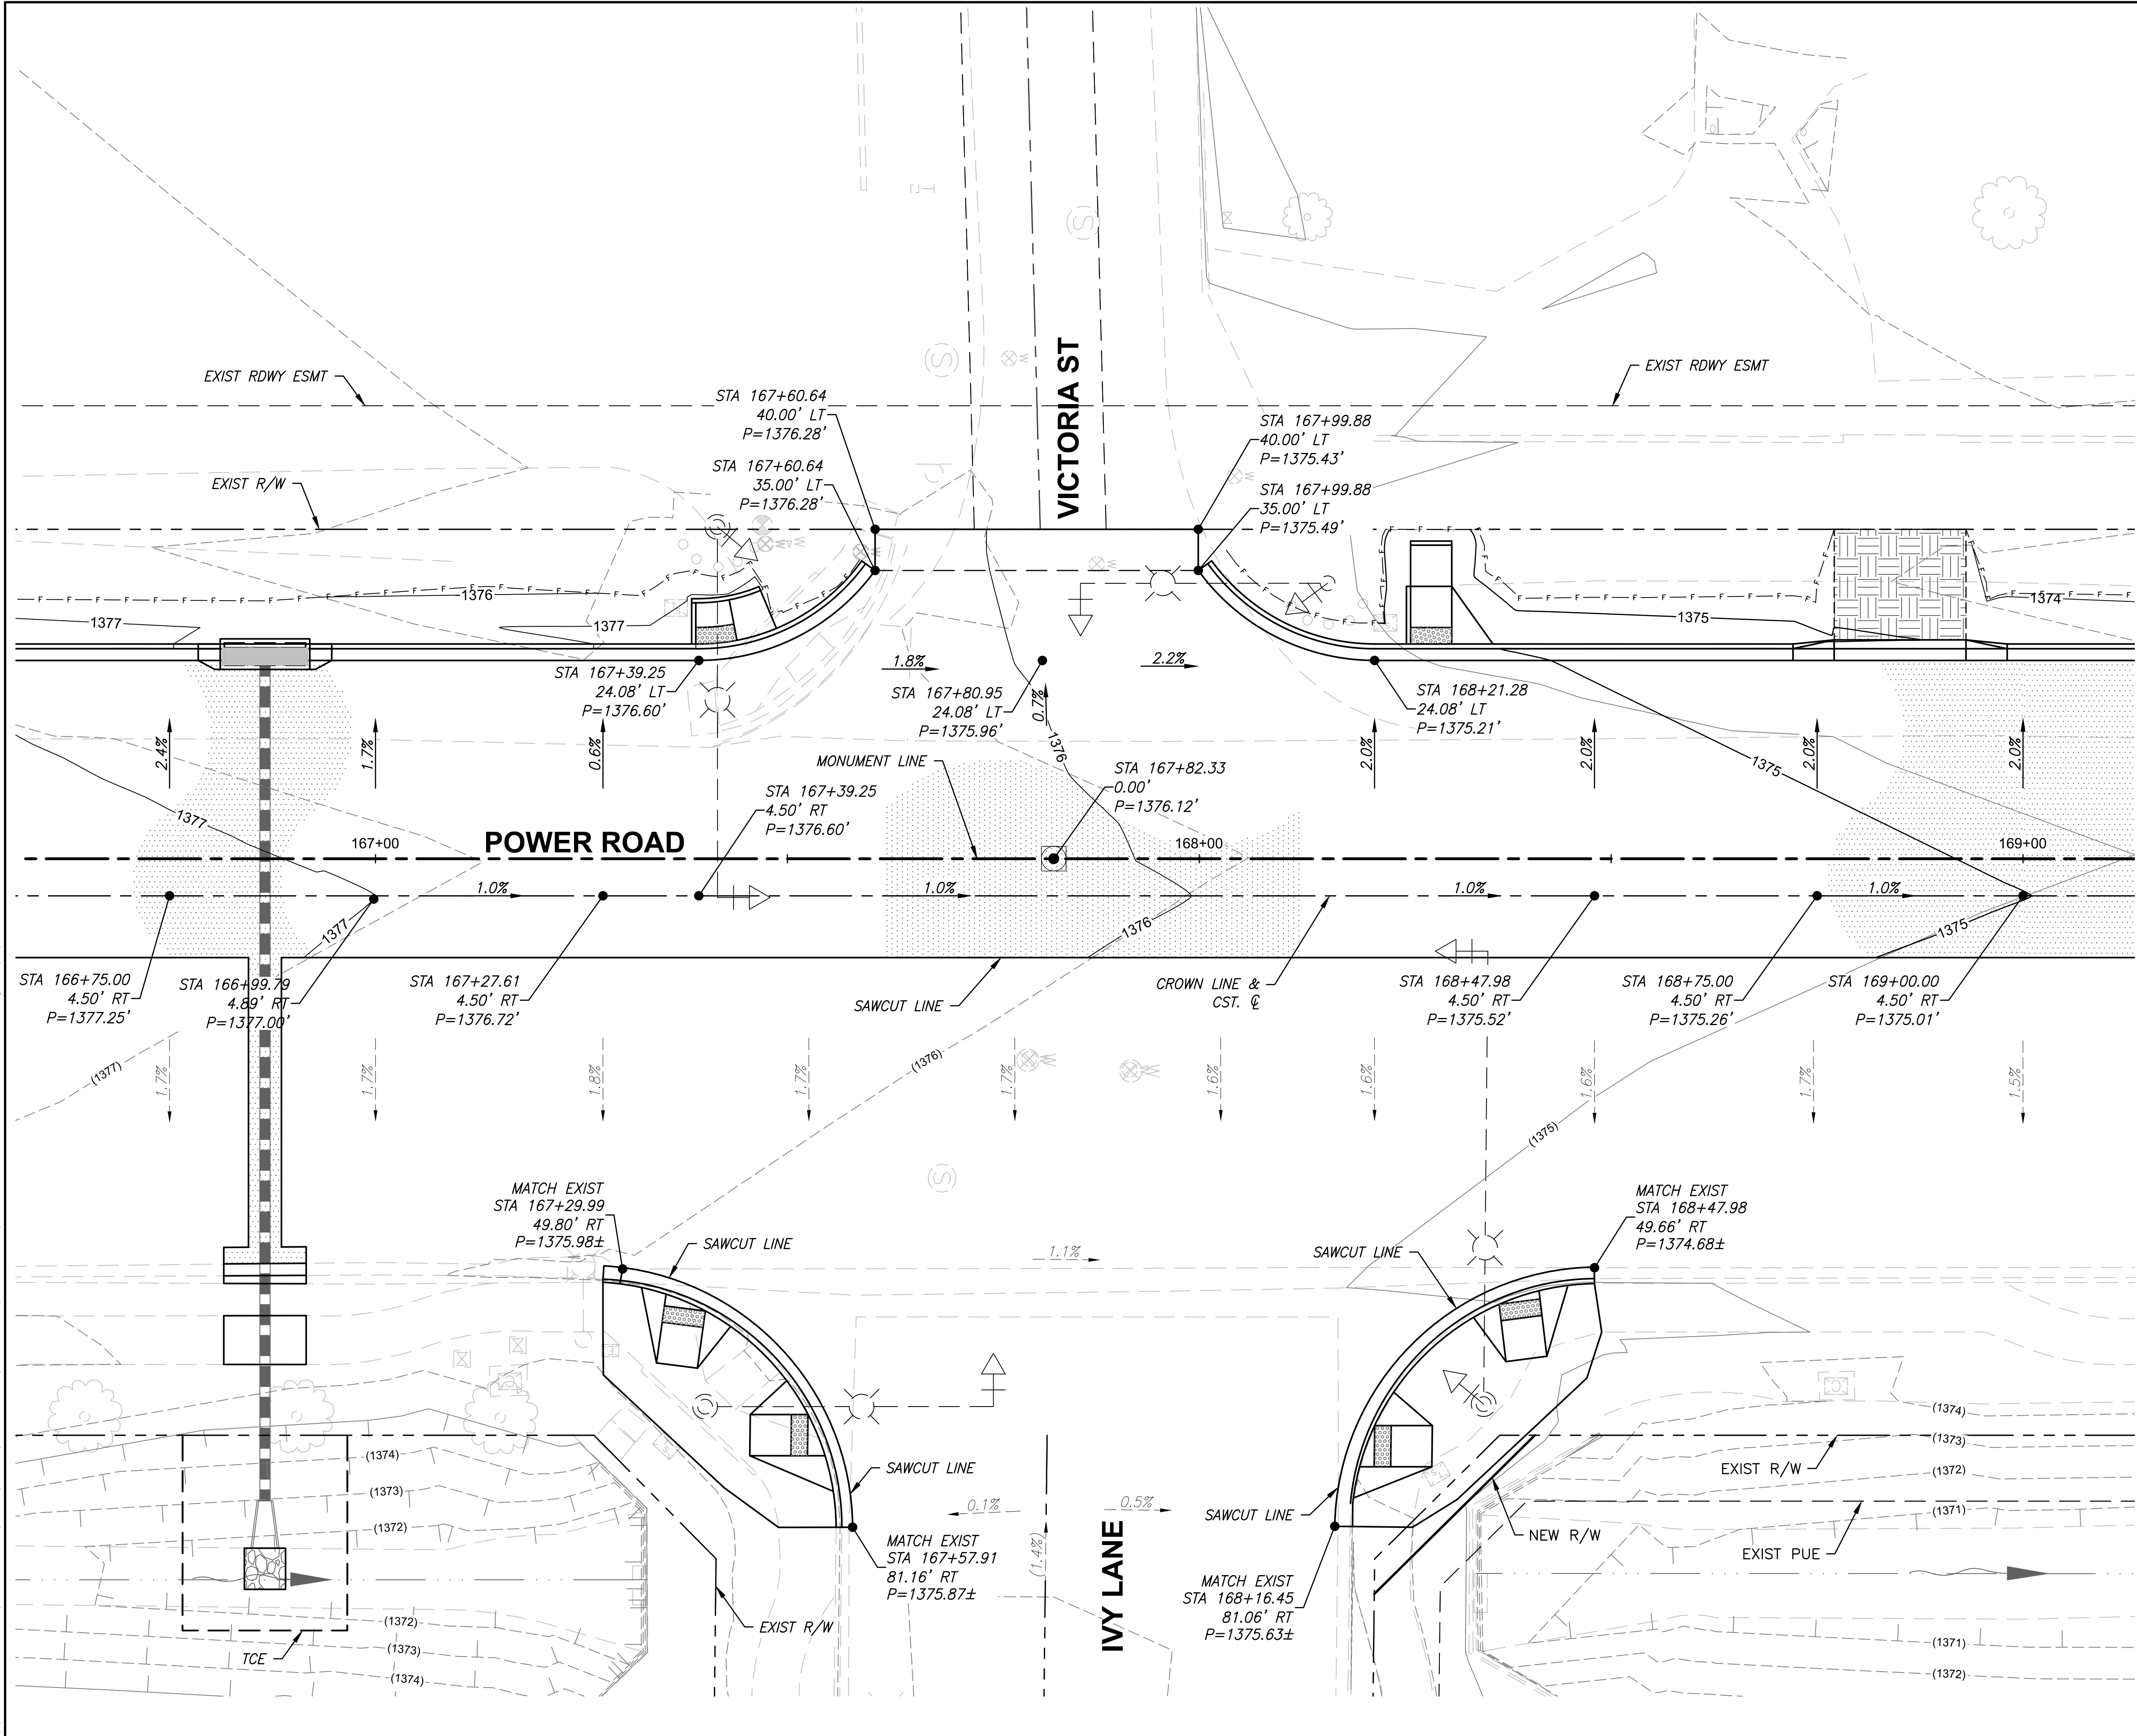 EXIST RDWY ESMT
EXIST RDWY ESMT
EXIST R/W
STA 167+60.64
40.00' LT
P=1376.28'
STA 167+60.64
35.00' LT
P=1376.28'
VICTORIA ST
STA 167+99.88
40.00' LT
P=1375.43'
STA 167+99.88
35.00' LT
P=1375.49'
F F F F F F F F F F F F F F F F F F
F F F F F F F F F F F F F F F F F F
1376
1377
1377
1375
1374
STA 167+39.25
24.08' LT
P=1376.60'
1.8%
STA 167+80.95
24.08' LT
P=1375.96'
0.7%
2.2%
STA 168+21.28
24.08' LT
P=1375.21'
2.4%
1.7%
0.6%
2.0%
2.0%
2.0%
2.0%
1377
1376
1375
MONUMENT LINE
STA 167+82.33
0.00'
P=1376.12'
STA 167+39.25
4.50' RT
P=1376.60'
POWER ROAD
167+00
168+00
169+00
1.0%
1.0%
1.0%
1.0%
1377
1376
1375
STA 166+75.00
4.50' RT
P=1377.25'
STA 166+99.79
4.89' RT
P=1377.00'
STA 167+27.61
4.50' RT
P=1376.72'
SAWCUT LINE
CROWN LINE &
CST. ℄
STA 168+47.98
4.50' RT
P=1375.52'
STA 168+75.00
4.50' RT
P=1375.26'
STA 169+00.00
4.50' RT
P=1375.01'
(1377)
(1376)
(1375)
1.7%
1.7%
1.8%
1.7%
1.7%
1.6%
1.6%
1.6%
1.7%
1.5%
(S)
(S)
(S)
MATCH EXIST
STA 167+29.99
49.80' RT
P=1375.98±
SAWCUT LINE
1.1%
SAWCUT LINE
MATCH EXIST
STA 168+47.98
49.66' RT
P=1374.68±
(1374)
(1373)
(1372)
SAWCUT LINE
0.1%
0.5%
(1.4%)
IVY LANE
SAWCUT LINE
MATCH EXIST
STA 167+57.91
81.16' RT
P=1375.87±
MATCH EXIST
STA 168+16.45
81.06' RT
P=1375.63±
NEW R/W
EXIST R/W
EXIST PUE
(1374)
(1373)
(1372)
(1371)
EXIST R/W
TCE
(1372)
(1373)
(1374)
(1371)
(1372)